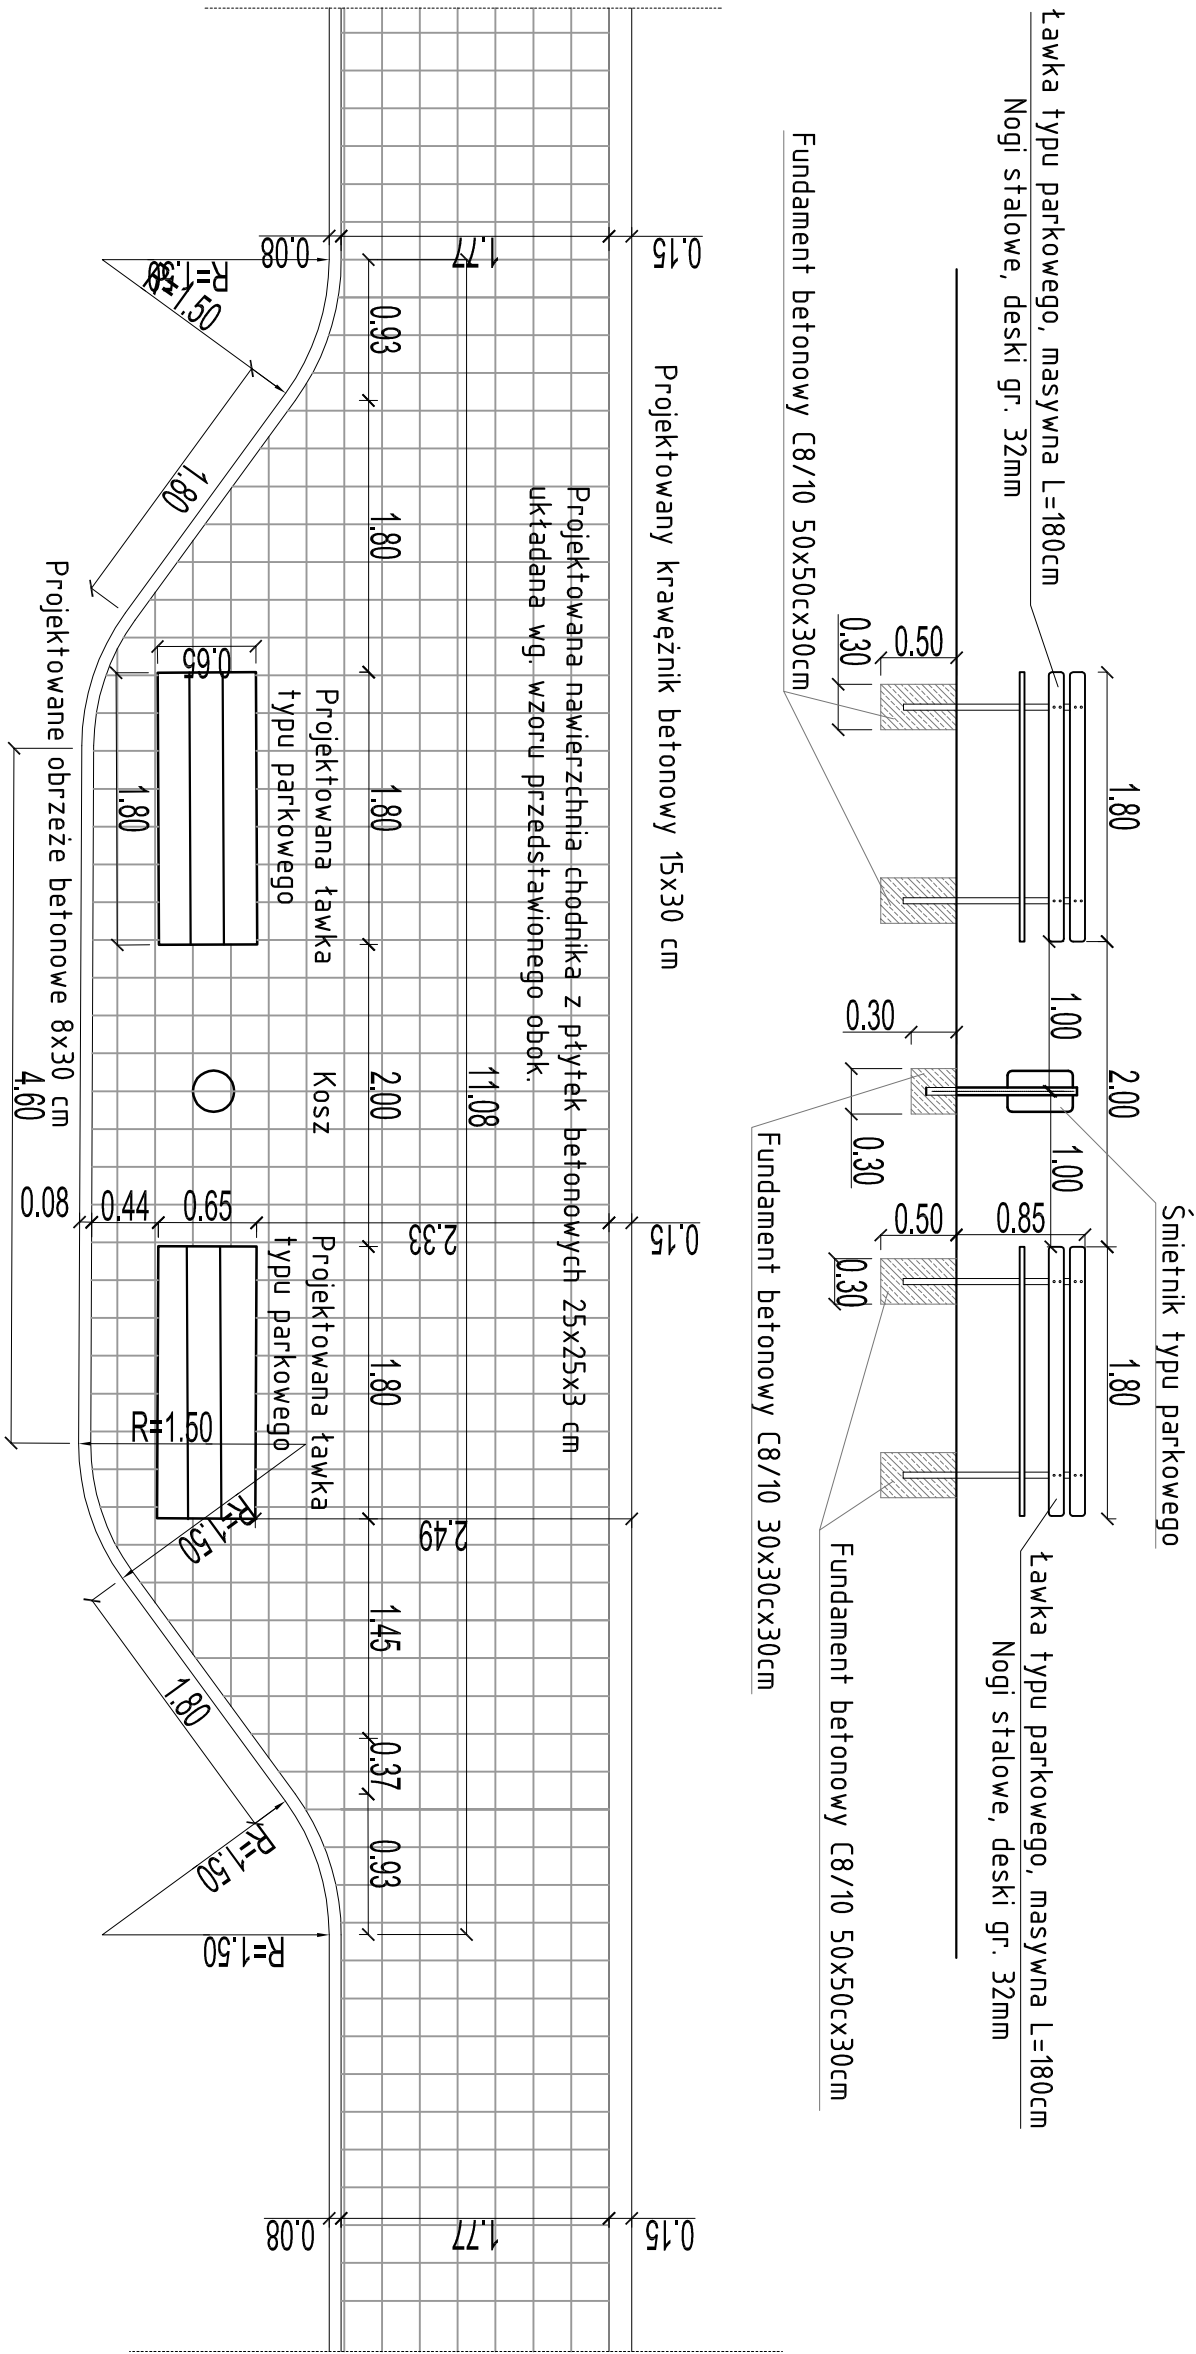 Śmietnik typu parkowego
Ławka typu parkowego, masywna L=180cm
Nogi stalowe, deski gr. 32mm
Ławka typu parkowego, masywna L=180cm
Nogi stalowe, deski gr. 32mm
1.80
2.00
1.80
1.00
1.00
0.85
0.50
0.50
0.30
0.30
0.30
0.30
Fundament betonowy C8/10 50x50cx30cm
Fundament betonowy C8/10 50x50cx30cm
Fundament betonowy C8/10 30x30cx30cm
0.15
0.15
0.15
Projektowany krawężnik betonowy 15x30 cm
Projektowana nawierzchnia chodnika z płytek betonowych 25x25x3 cm
układana wg. wzoru przedstawionego obok.
1.77
2.33
2.49
1.77
11.08
0.93
1.80
1.80
2.00
1.80
1.45
0.37
0.93
Projektowana ławka
typu parkowego
Kosz
Projektowana ławka
typu parkowego
0.08
0.08
0.65
0.65
0.44
0.08
R=1.50
1.80
1.80
R=1.50
R=1.50
1.80
R=1.50
R=1.50
Projektowane obrzeże betonowe 8x30 cm
4.60